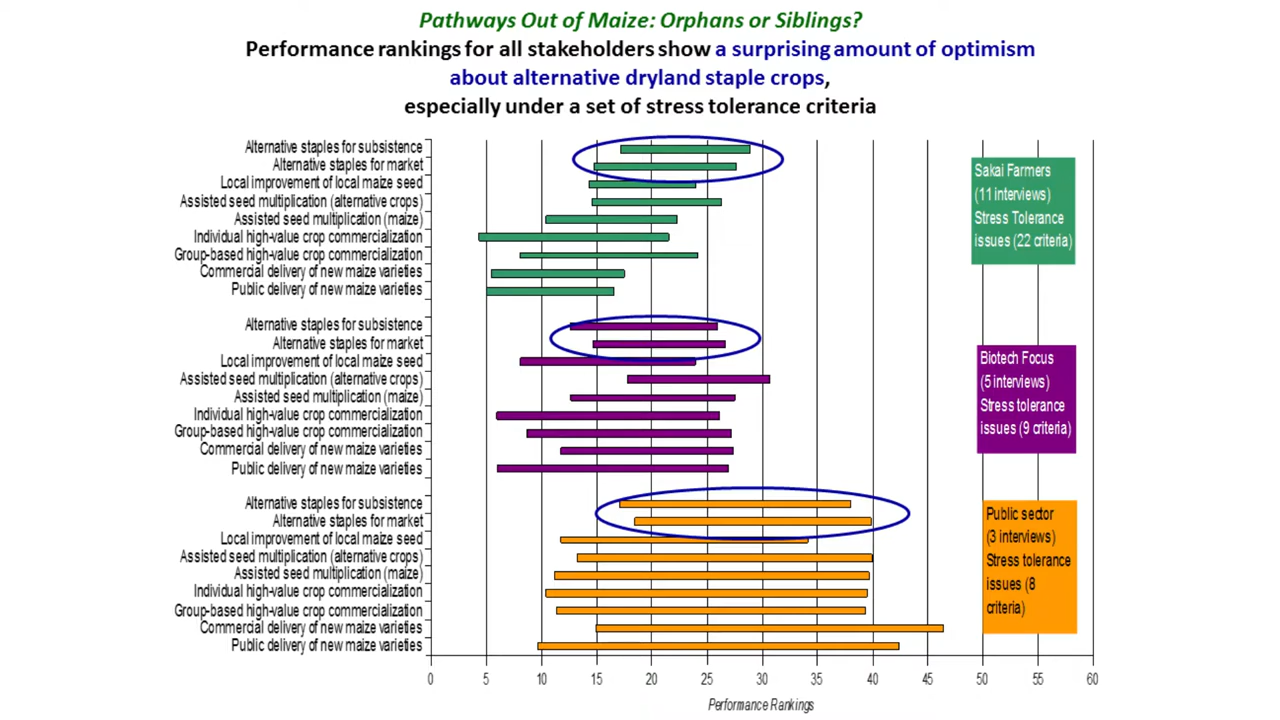 Pathways Out of Maize: Orphans or Siblings?
Performance rankings for all stakeholders show a surprising amount of optimism
about alternative dryland staple crops,
especially under a set of stress tolerance criteria
Alternative staples for subsistence
Alternative staples for market
Local improvement of local maize seed
Assisted seed multiplication (alternative crops)
Assisted seed multiplication (maize)
Individual high-value crop commercialization
Group-based high-value crop commercialization
Commercial delivery of new maize varieties
Public delivery of new maize varieties
Sakai Farmers
(11 interviews)
Stress Tolerance
issues (22 criteria)
Alternative staples for subsistence
Alternative staples for market
Local improvement of local maize seed
Assisted seed multiplication (alternative crops)
Assisted seed multiplication (maize)
Individual high-value crop commercialization
Group-based high-value crop commercialization
Commercial delivery of new maize varieties
Public delivery of new maize varieties
Biotech Focus
(5 interviews)
Stress tolerance
issues (9 criteria)
Alternative staples for subsistence
Alternative staples for market
Local improvement of local maize seed
Assisted seed multiplication (alternative crops)
Assisted seed multiplication (maize)
Individual high-value crop commercialization
Group-based high-value crop commercialization
Commercial delivery of new maize varieties
Public delivery of new maize varieties
Public sector
(3 interviews)
Stress tolerance
issues (8
criteria)
0 5 10 15 20 25 30 35 40 45 50 55 60
Performance Rankings